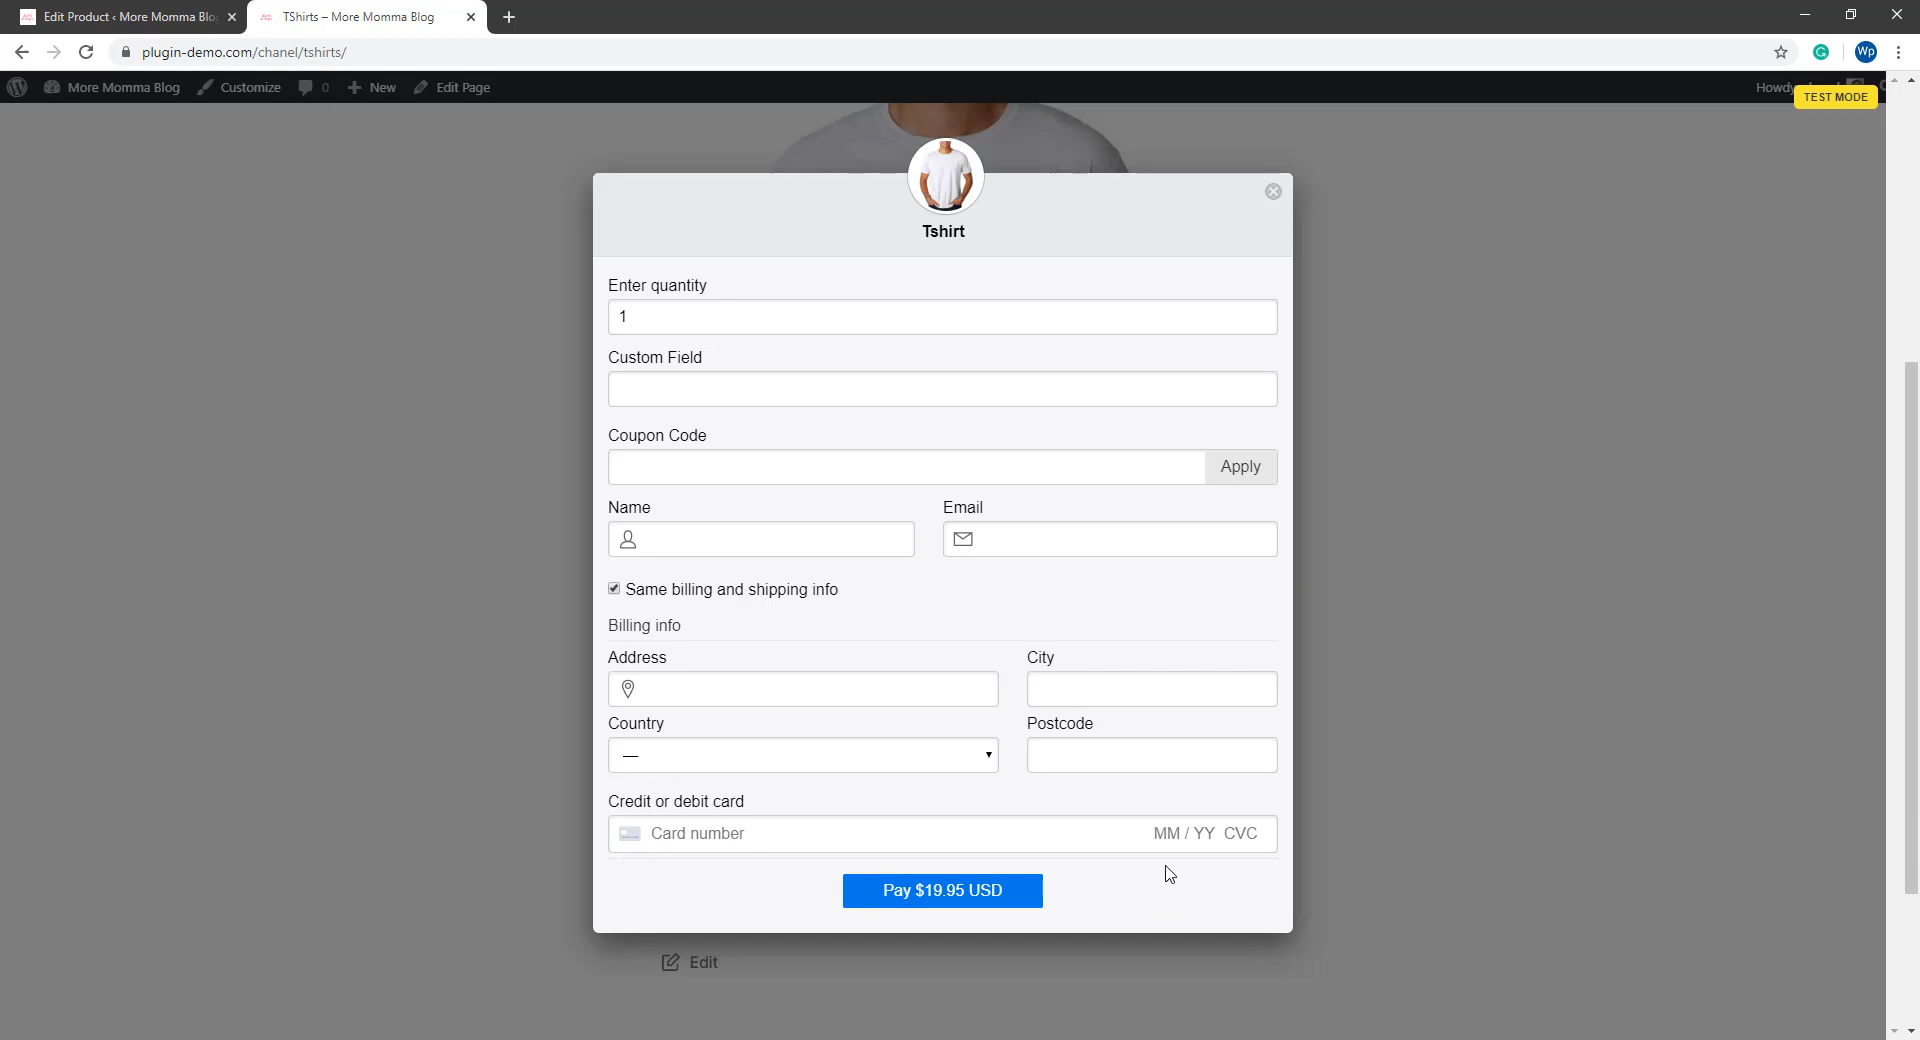 Edit Product ‹ More Momma Blo
TShirts – More Momma Blog
plugin-demo.com/chanel/tshirts/
Wp
More Momma Blog
Customize
0
New
Edit Page
Howdy
TEST MODE
Tshirt
Enter quantity
1
Custom Field
Coupon Code
Apply
Name
Email
Same billing and shipping info
Billing info
Address
City
Country
Postcode
—
Credit or debit card
Card number
MM / YY CVC
Pay $19.95 USD
Edit